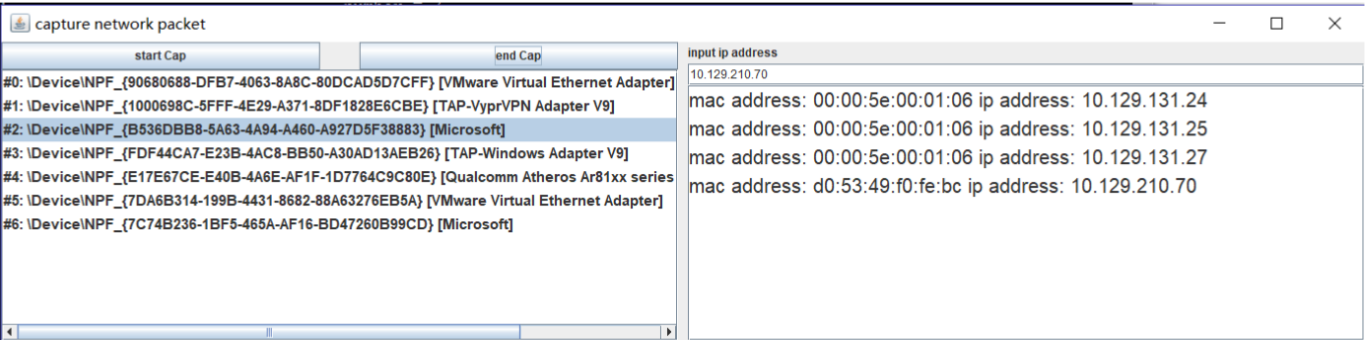 capture network packet
start Cap
end Cap
#0: \Device\NPF_{90680688-DFB7-4063-8A8C-80DCAD5D7CFF} [VMware Virtual Ethernet Adapter]
#1: \Device\NPF_{1000698C-5FFF-4E29-A371-8DF1828E6CBE} [TAP-VyprVPN Adapter V9]
#2: \Device\NPF_{B536DBB8-5A63-4A94-A460-A927D5F38883} [Microsoft]
#3: \Device\NPF_{FDF44CA7-E23B-4AC8-BB50-A30AD13AEB26} [TAP-Windows Adapter V9]
#4: \Device\NPF_{E17E67CE-E40B-4A6E-AF1F-1D7764C9C80E} [Qualcomm Atheros Ar81xx series
#5: \Device\NPF_{7DA6B314-199B-4431-8682-88A63276EB5A} [VMware Virtual Ethernet Adapter]
#6: \Device\NPF_{7C74B236-1BF5-465A-AF16-BD47260B99CD} [Microsoft]
input ip address
10.129.210.70
mac address: 00:00:5e:00:01:06 ip address: 10.129.131.24
mac address: 00:00:5e:00:01:06 ip address: 10.129.131.25
mac address: 00:00:5e:00:01:06 ip address: 10.129.131.27
mac address: d0:53:49:f0:fe:bc ip address: 10.129.210.70